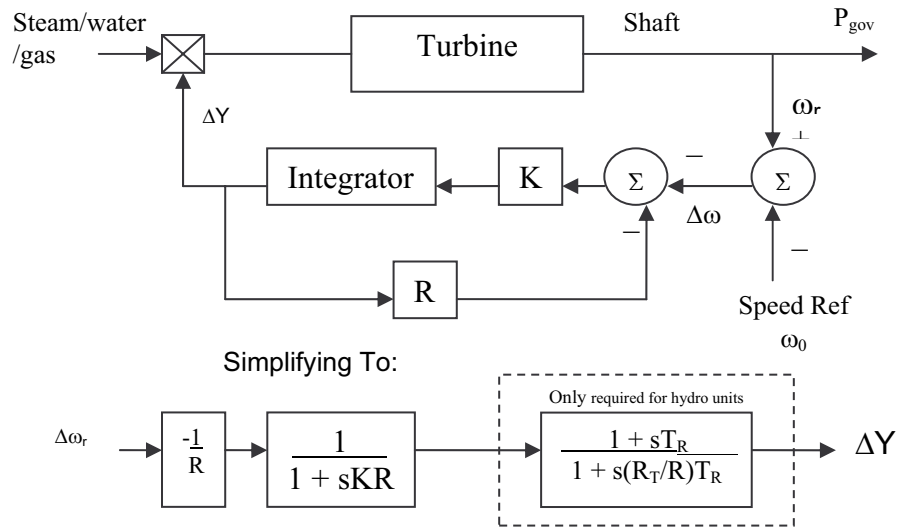 Steam/water
/gas
Turbine
Shaft
P_gov
ΔY
ω_r
+
Integrator
K
Σ
−
Σ
Δω
−
−
R
Speed Ref
ω_0
Simplifying To:
Only required for hydro units
Δω_r
-1
R
1
1 + sKR
1 + sT_R
1 + s(R_T/R)T_R
ΔY